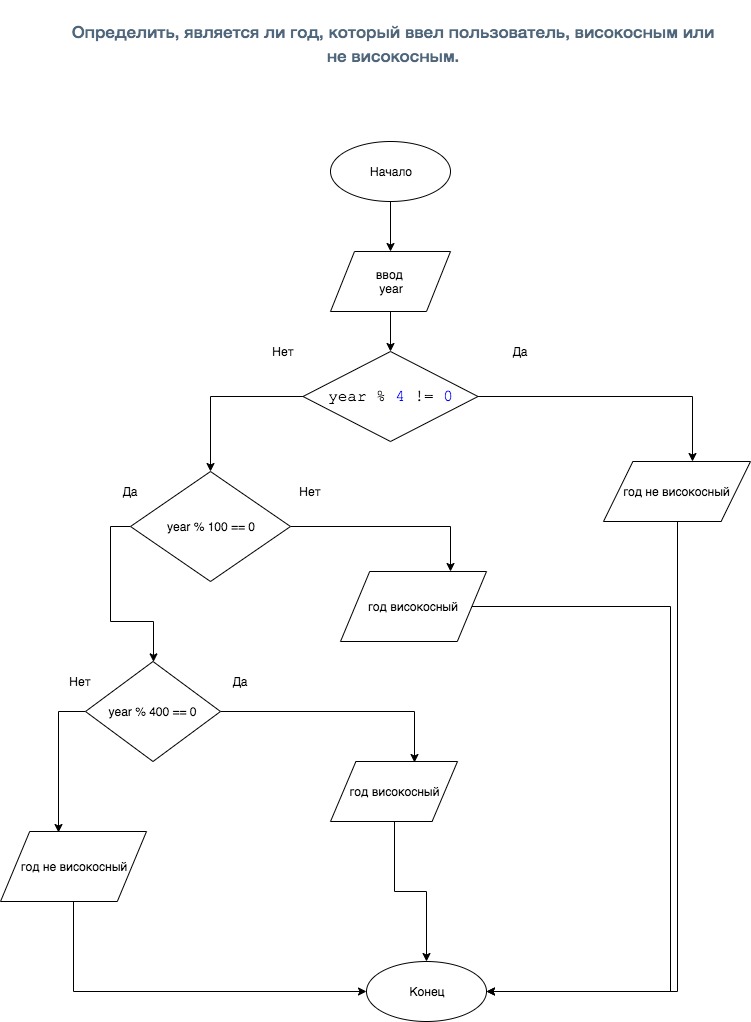 Определить, является ли год, который ввел пользователь, високосным или
не високосным.
Начало
ввод
year
Нет
Да
year % 4 != 0
Да
Нет
год не високосный
year % 100 == 0
год високосный
Нет
Да
year % 400 == 0
год високосный
год не високосный
Конец